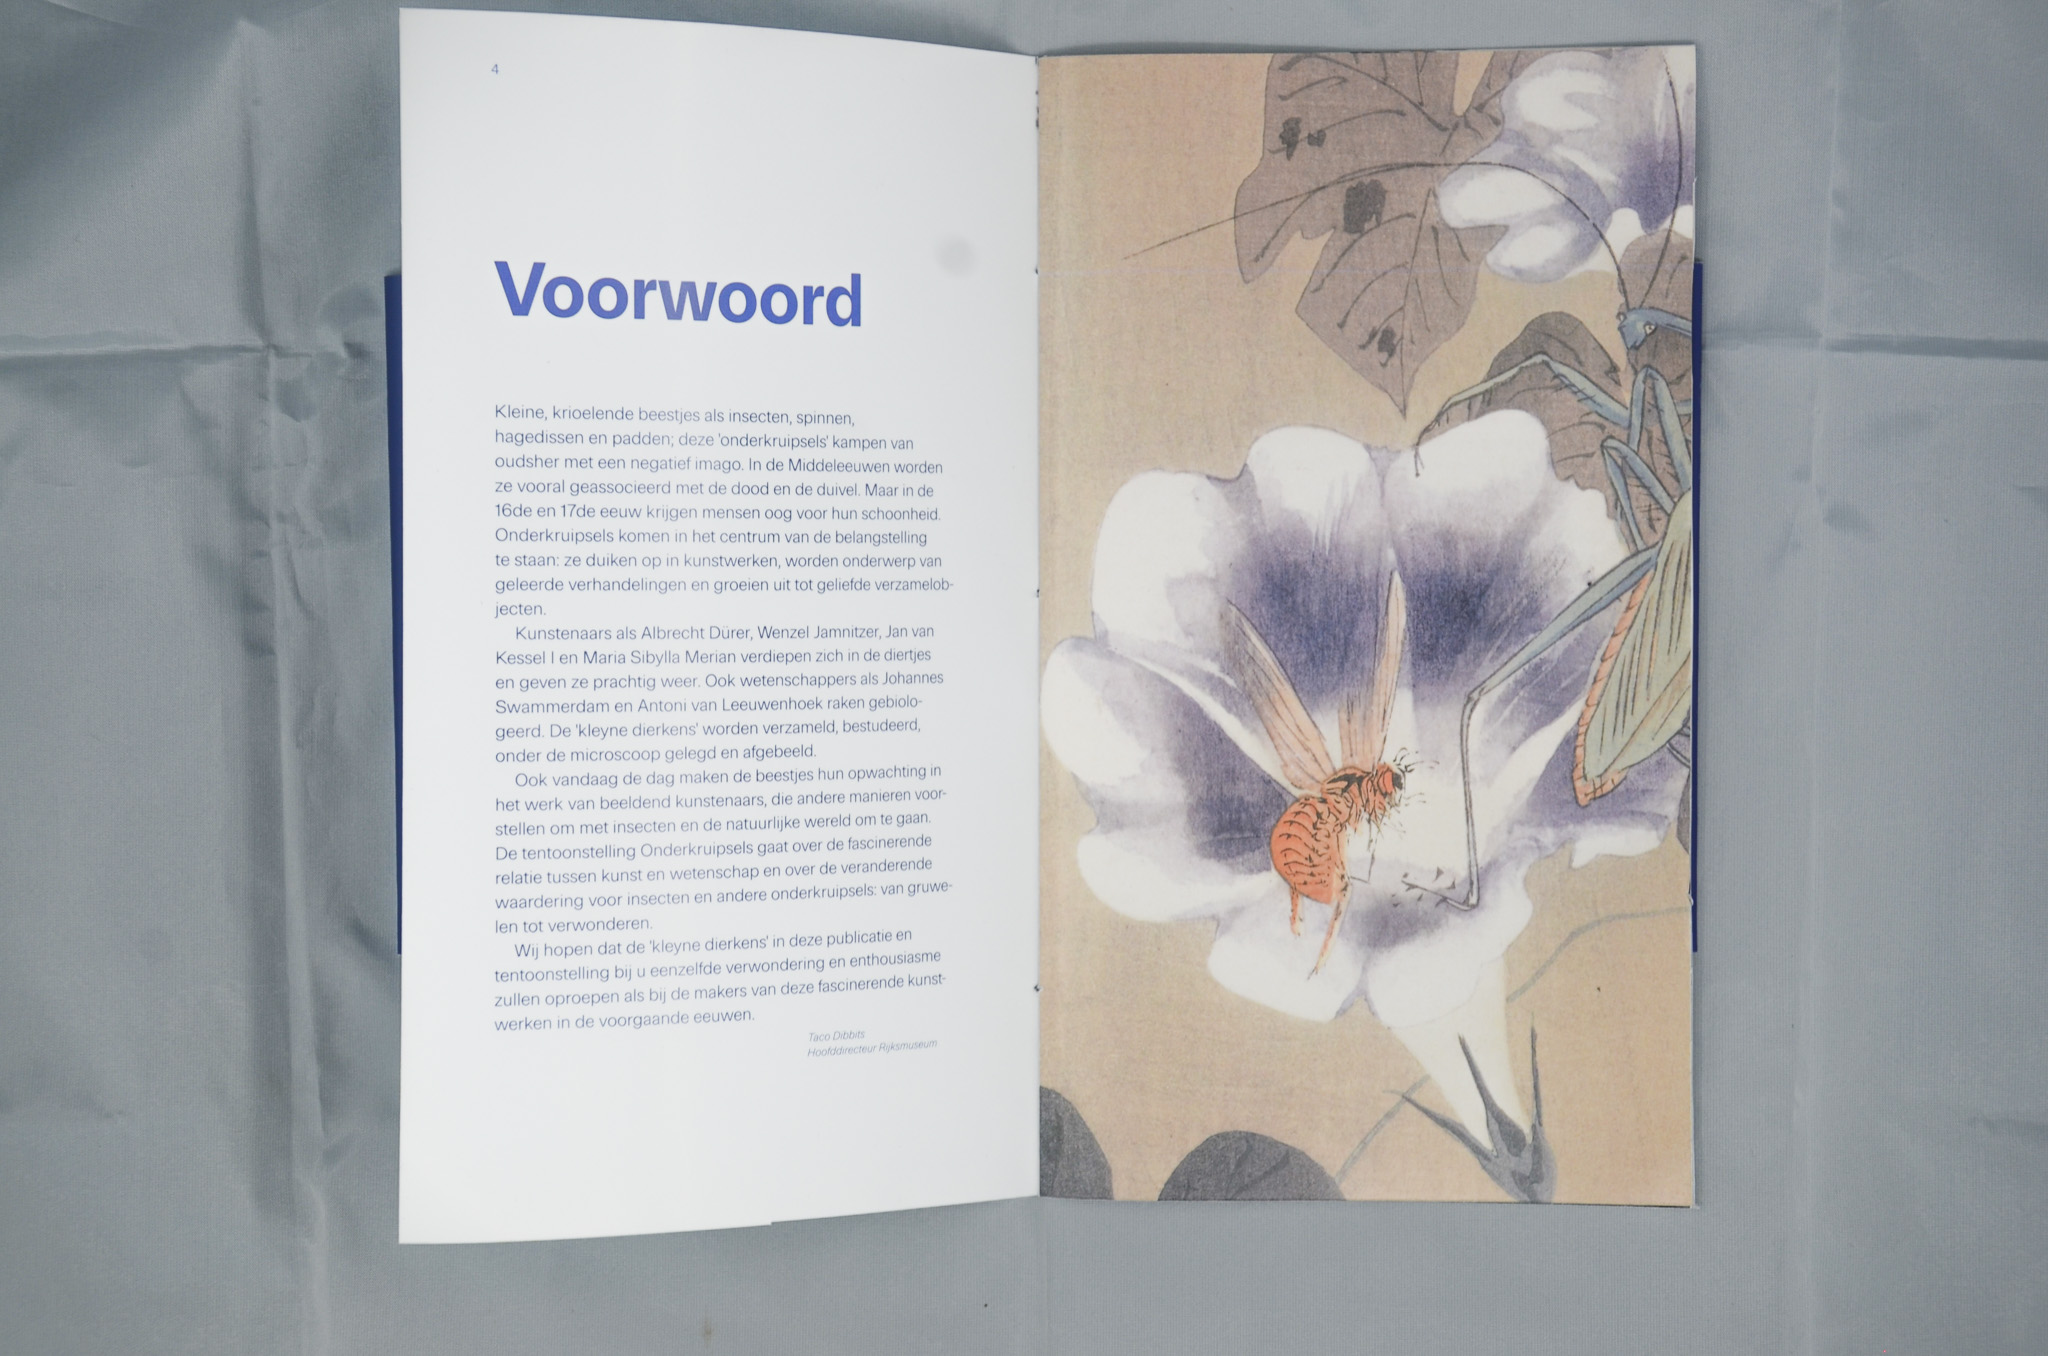 4
Voorwoord
Kleine, krioelende beestjes als insecten, spinnen,
hagedissen en padden; deze 'onderkruipsels' kampen van
oudsher met een negatief imago. In de Middeleeuwen worden
ze vooral geassocieerd met de dood en de duivel. Maar in de
16de en 17de eeuw krijgen mensen oog voor hun schoonheid.
Onderkruipsels komen in het centrum van de belangstelling
te staan: ze duiken op in kunstwerken, worden onderwerp van
geleerde verhandelingen en groeien uit tot geliefde verzamelob-
jecten.
Kunstenaars als Albrecht Dürer, Wenzel Jamnitzer, Jan van
Kessel I en Maria Sibylla Merian verdiepen zich in de diertjes
en geven ze prachtig weer. Ook wetenschappers als Johannes
Swammerdam en Antoni van Leeuwenhoek raken gebiolo-
geerd. De 'kleyne dierkens' worden verzameld, bestudeerd,
onder de microscoop gelegd en afgebeeld.
Ook vandaag de dag maken de beestjes hun opwachting in
het werk van beeldend kunstenaars, die andere manieren voor-
stellen om met insecten en de natuurlijke wereld om te gaan.
De tentoonstelling Onderkruipsels gaat over de fascinerende
relatie tussen kunst en wetenschap en over de veranderende
waardering voor insecten en andere onderkruipsels: van gruwe-
len tot verwonderen.
Wij hopen dat de 'kleyne dierkens' in deze publicatie en
tentoonstelling bij u eenzelfde verwondering en enthousiasme
zullen oproepen als bij de makers van deze fascinerende kunst-
werken in de voorgaande eeuwen.
Taco Dibbits
Hoofddirecteur Rijksmuseum